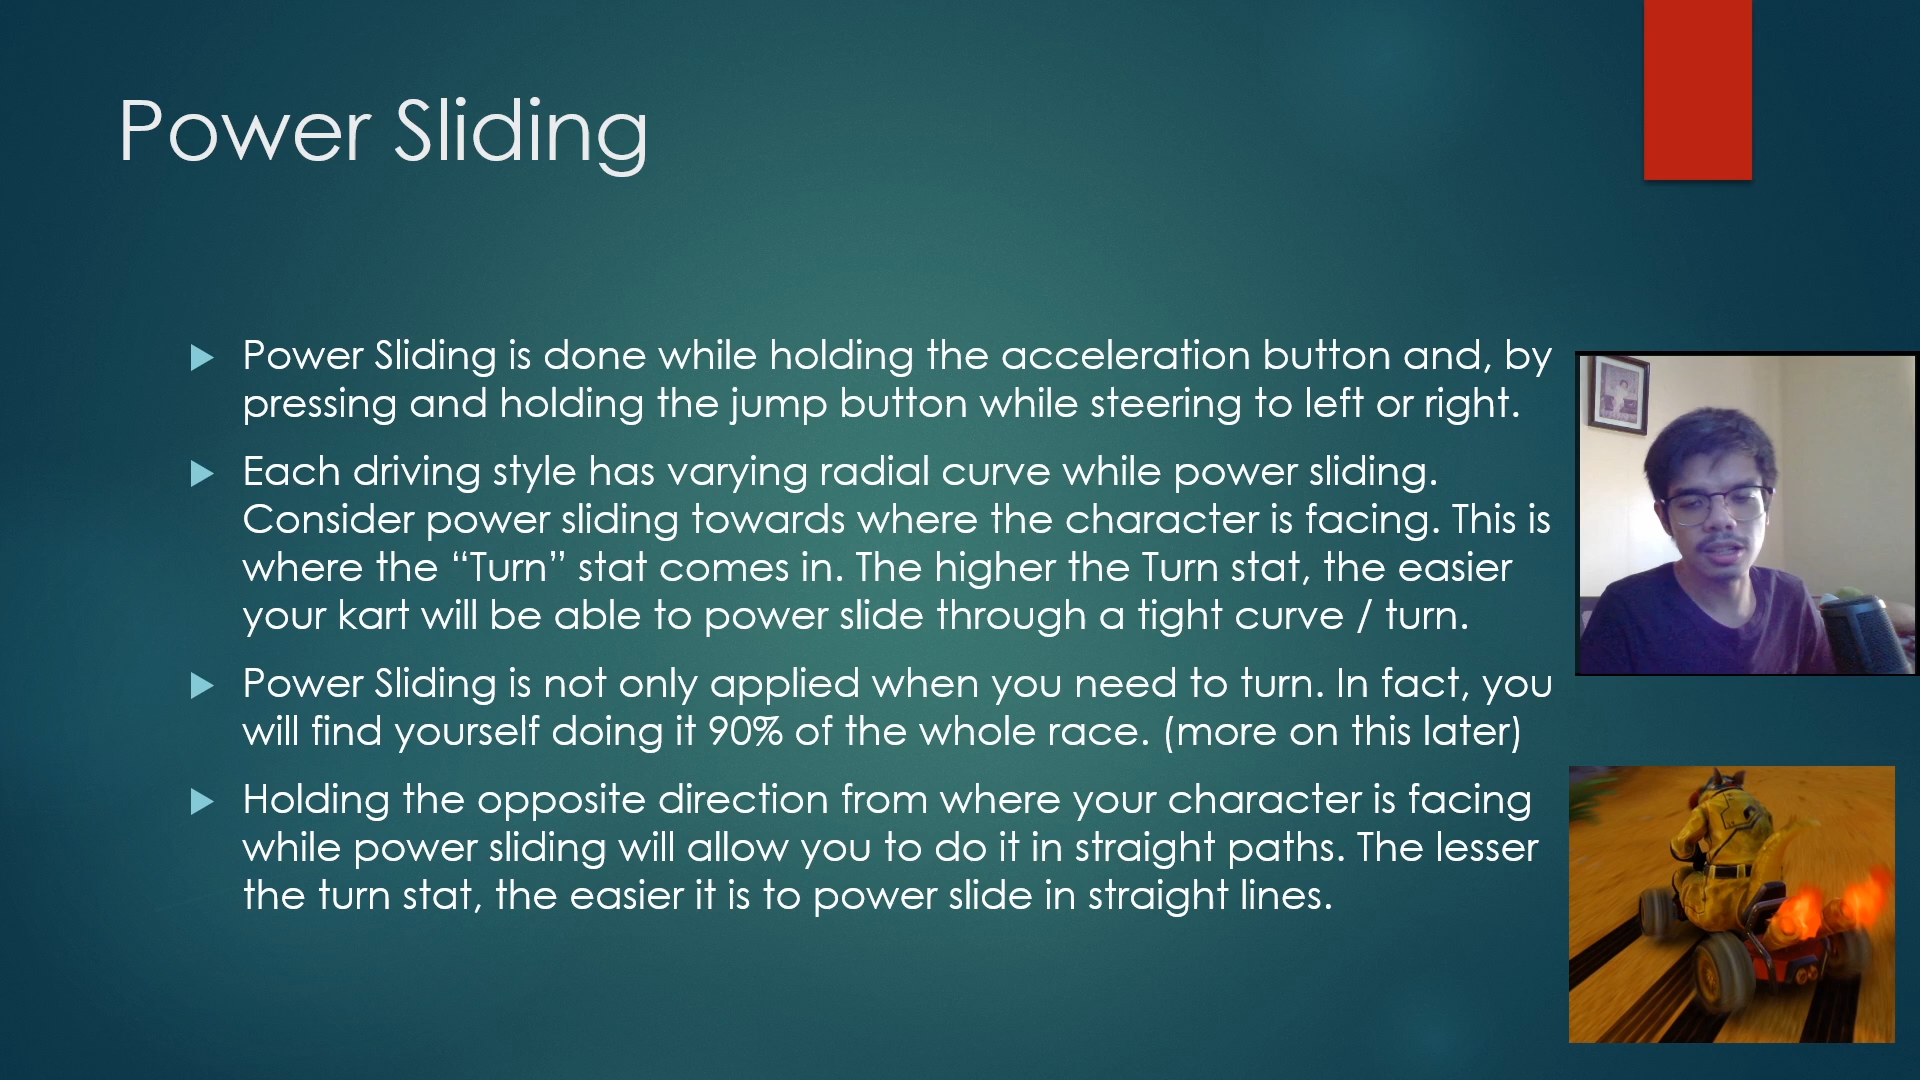 Power Sliding
Power Sliding is done while holding the acceleration button and, by
pressing and holding the jump button while steering to left or right.
Each driving style has varying radial curve while power sliding.
Consider power sliding towards where the character is facing. This is
where the “Turn” stat comes in. The higher the Turn stat, the easier
your kart will be able to power slide through a tight curve / turn.
Power Sliding is not only applied when you need to turn. In fact, you
will find yourself doing it 90% of the whole race. (more on this later)
Holding the opposite direction from where your character is facing
while power sliding will allow you to do it in straight paths. The lesser
the turn stat, the easier it is to power slide in straight lines.